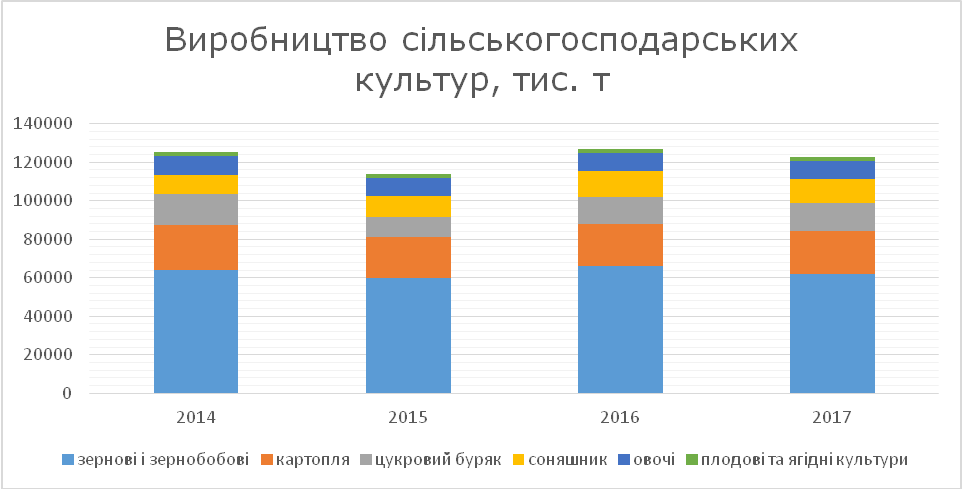 Виробництво сільськогосподарських
культур, тис. т
140000
120000
100000
80000
60000
40000
20000
0
2014 2015 2016 2017
зернові і зернобобові картопля цукровий буряк соняшник овочі плодові та ягідні культури